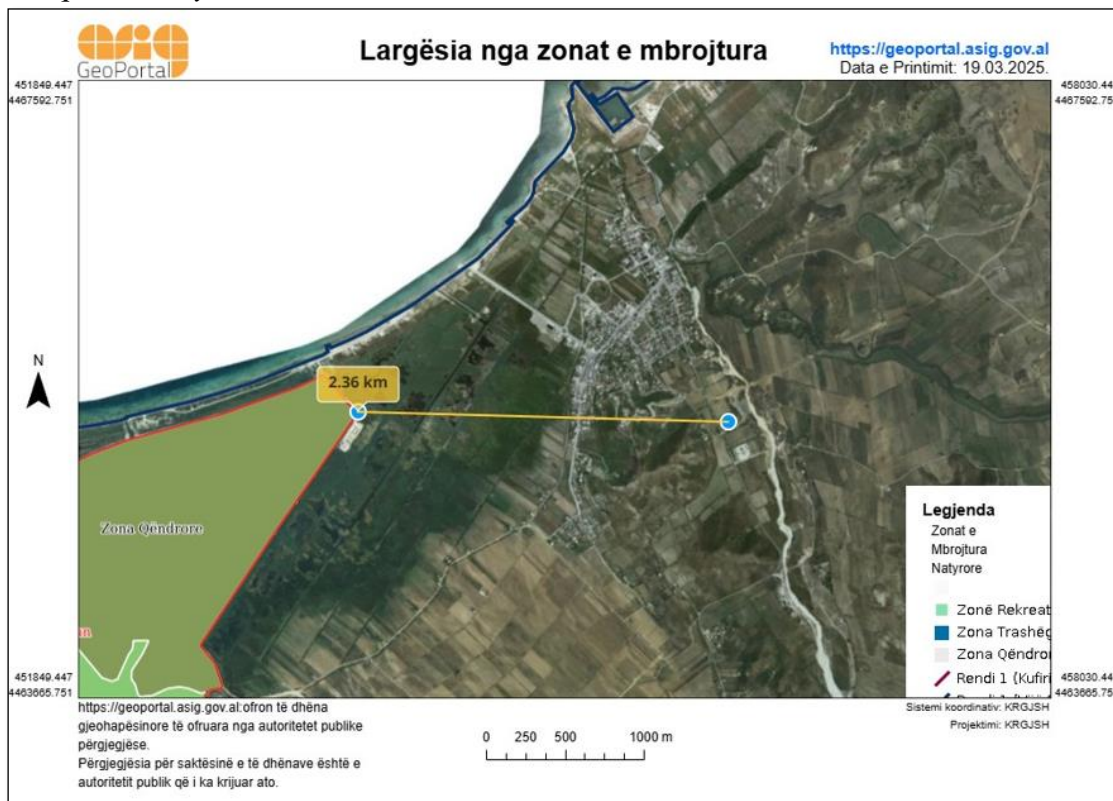 asig
GeoPortal
Largësia nga zonat e mbrojtura
https://geoportal.asig.gov.al
Data e Printimit: 19.03.2025.
451849.447
4467592.751
458030.44
4467592.75
N
2.36 km
Zona Qëndrore
Legjenda
Zonat e
Mbrojtura
Natyrore
Zonë Rekreat
Zona Trashëg
Zona Qëndror
Rendi 1 (Kufiri
451849.447
4463665.751
458030.44
4463665.75
https://geoportal.asig.gov.al:ofron të dhëna
gjeohapësinore të ofruara nga autoritetet publike
përgjegjëse.
Përgjegjësia për saktësinë e të dhënave është e
autoritetit publik që i ka krijuar ato.
0 250 500 1000 m
Sistemi koordinativ: KRGJSH
Projektimi: KRGJSH